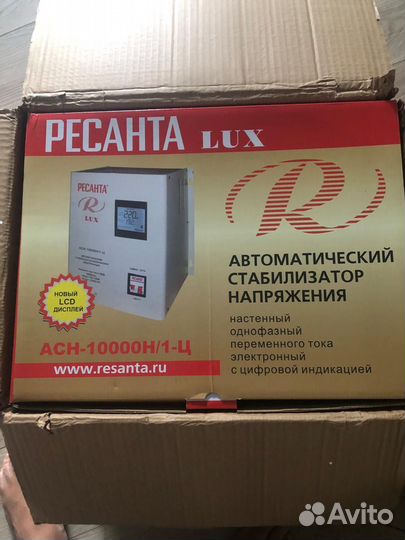 РЕСАНТА LUX
РЕСАНТА
R
LUX
220
R
НОВЫЙ
LCD
ДИСПЛЕЙ
АВТОМАТИЧЕСКИЙ
СТАБИЛИЗАТОР
НАПРЯЖЕНИЯ
настенный
однофазный
переменного тока
электронный
с цифровой индикацией
АСН-10000Н/1-Ц
www.resanta.ru
Avito